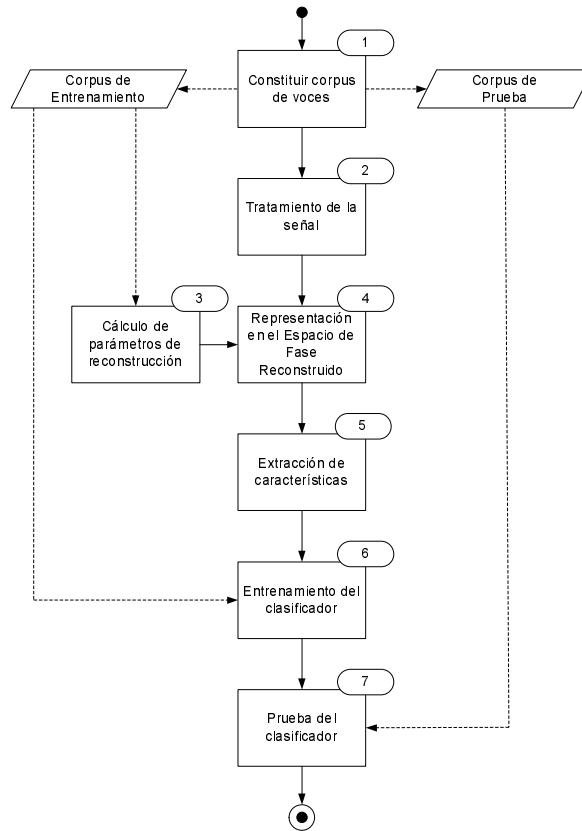 1
Constituir corpus
de voces
Corpus de
Entrenamiento
Corpus de
Prueba
2
Tratamiento de la
señal
3
Cálculo de
parámetros de
reconstrucción
4
Representación
en el Espacio de
Fase
Reconstruido
5
Extracción de
características
6
Entrenamiento del
clasificador
7
Prueba del
clasificador